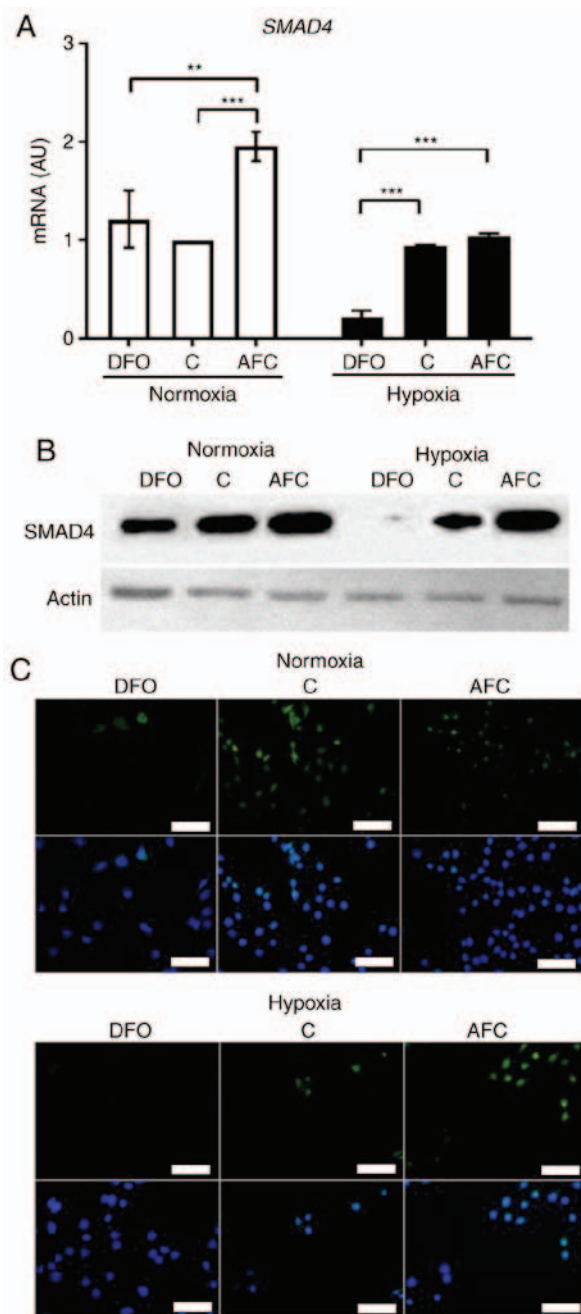 A
SMAD4
3
**
***
***
2
***
mRNA (AU)
1
0
DFO C AFC DFO C AFC
Normoxia Hypoxia
B
Normoxia Hypoxia
DFO C AFC DFO C AFC
SMAD4
Actin
C
Normoxia
DFO C AFC
Hypoxia
DFO C AFC